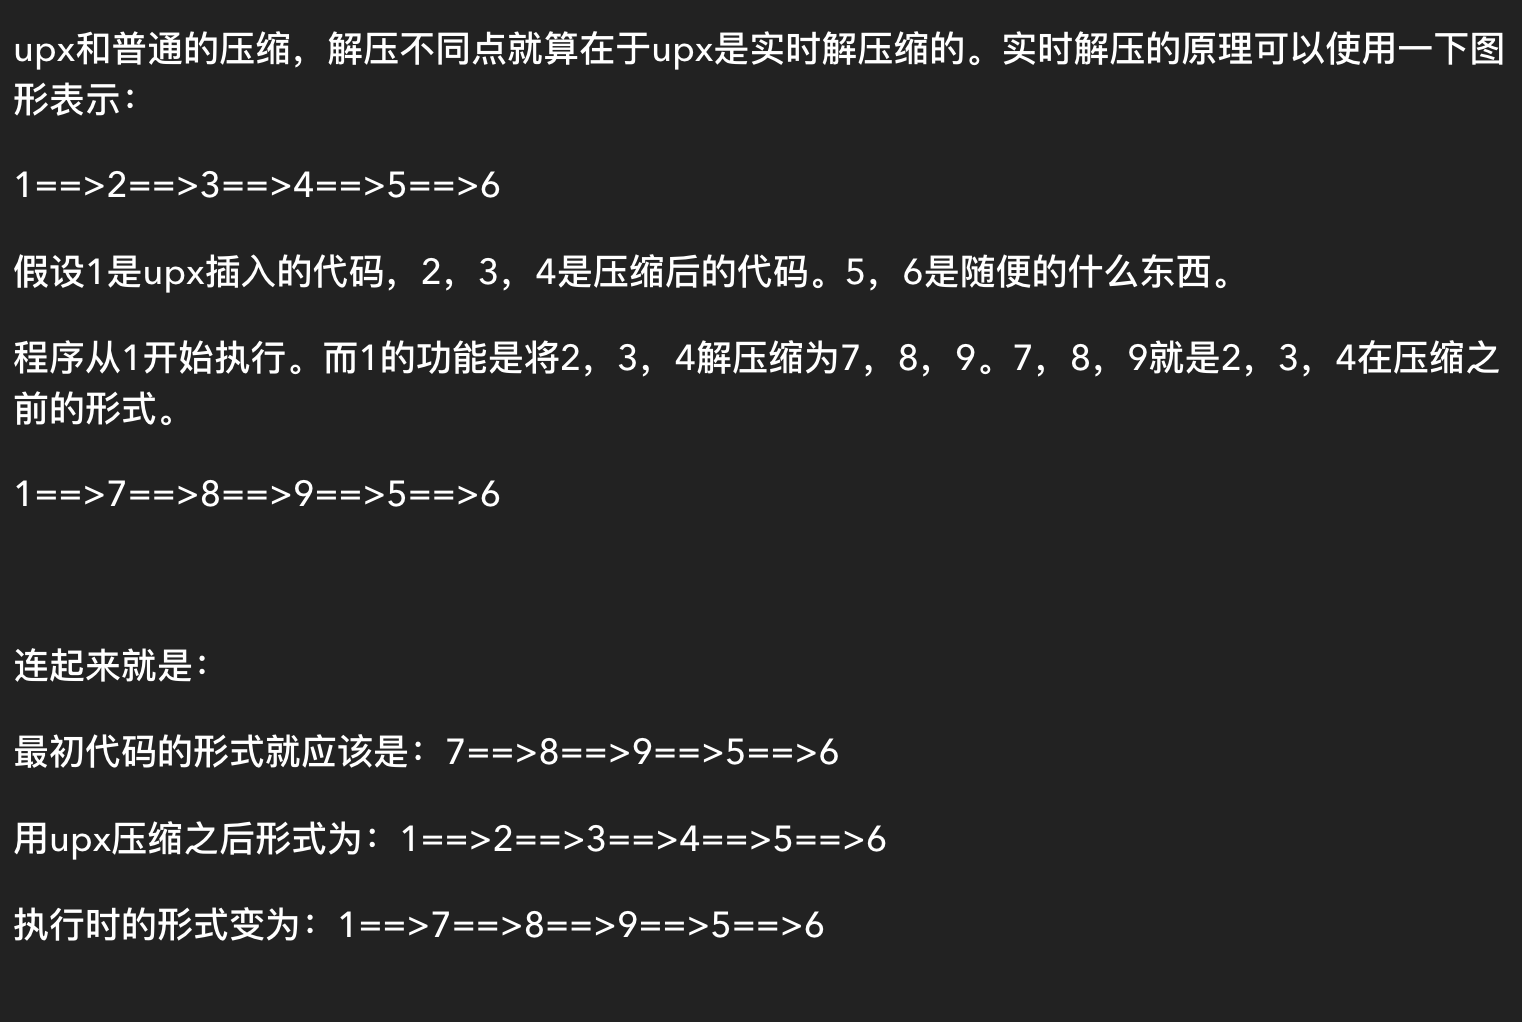 upx和普通的压缩，解压不同点就算在于upx是实时解压缩的。实时解压的原理可以使用一下图
形表示：
1==>2==>3==>4==>5==>6
假设1是upx插入的代码，2，3，4是压缩后的代码。5，6是随便的什么东西。
程序从1开始执行。而1的功能是将2，3，4解压缩为7，8，9。7，8，9就是2，3，4在压缩之
前的形式。
1==>7==>8==>9==>5==>6
连起来就是：
最初代码的形式就应该是：7==>8==>9==>5==>6
用upx压缩之后形式为：1==>2==>3==>4==>5==>6
执行时的形式变为：1==>7==>8==>9==>5==>6